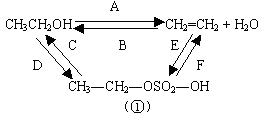 A
CH₃CH₂OH CH₂=CH₂ + H₂O
C B E
D F
CH₃—CH₂—OSO₂—OH
(①)